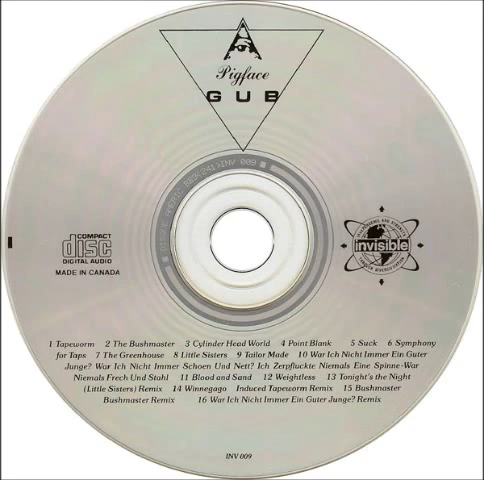 Pigface
GUB
INV 009
COMPACT
disc
DIGITAL AUDIO
MADE IN CANADA
invisible
1 Tapeworm 2 The Bushmaster 3 Cylinder Head World 4 Point Blank 5 Suck 6 Symphony
for Taps 7 The Greenhouse 8 Little Sisters 9 Tailor Made 10 War Ich Nicht Immer Ein Guter
Junge? War Ich Nicht Immer Schoen Und Nett? Ich Zerpfluckte Niemals Eine Spinne-War
Niemals Frech Und Stohl 11 Blood and Sand 12 Weightless 13 Tonight's the Night
(Little Sisters) Remix 14 Winnegago Induced Tapeworm Remix 15 Bushmaster
Bushmaster Remix 16 War Ich Nicht Immer Ein Guter Junge? Remix
INV 009